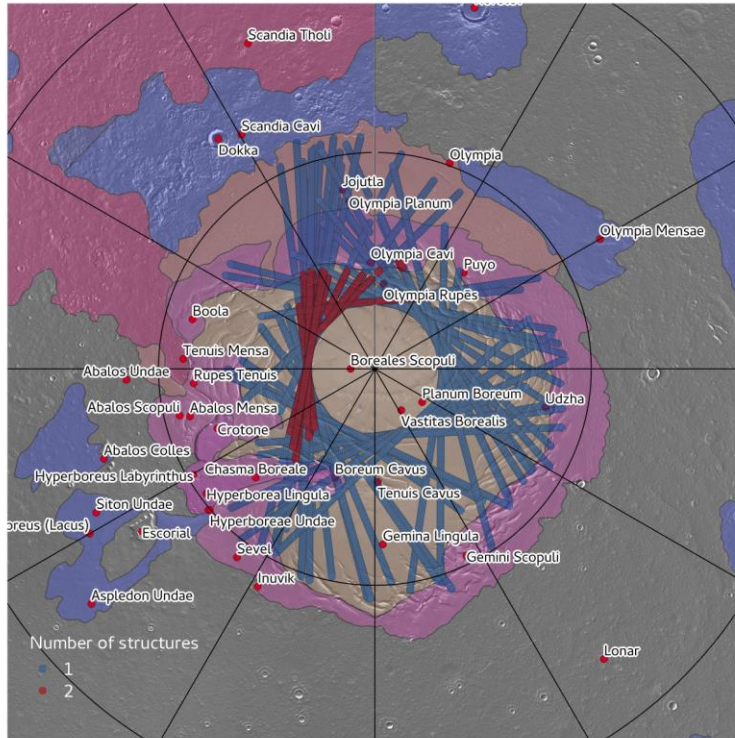 Scandia Tholi
Scandia Cavi
Dokka
Olympia
Jojutla
Olympia Planum
Olympia Mensae
Olympia Cavi
Puyo
Olympia Rupēs
Boola
Tenuis Mensa
Boreales Scopuli
Abalos Undae
Rupes Tenuis
Planum Boreum
Udzha
Abalos Scopuli
Abalos Mensa
Vastitas Borealis
Crotone
Abalos Colles
Chasma Boreale
Boreum Cavus
Hyperboreus Labyrinthus
Hyperborea Lingula
Tenuis Cavus
Siton Undae
Hyperboreae Undae
oreus (Lacus)
Escorial
Gemina Lingula
Sevel
Gemini Scopuli
Inuvik
Aspledon Undae
Number of structures
1
2
Lonar